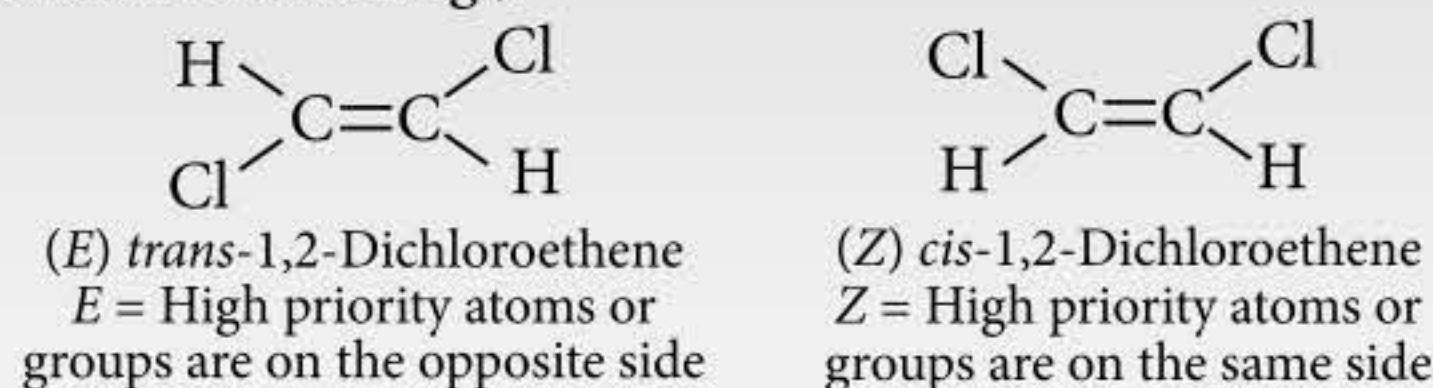 H Cl
C=C
Cl H
Cl Cl
C=C
H H
(E) trans-1,2-Dichloroethene
E = High priority atoms or
groups are on the opposite side
(Z) cis-1,2-Dichloroethene
Z = High priority atoms or
groups are on the same side